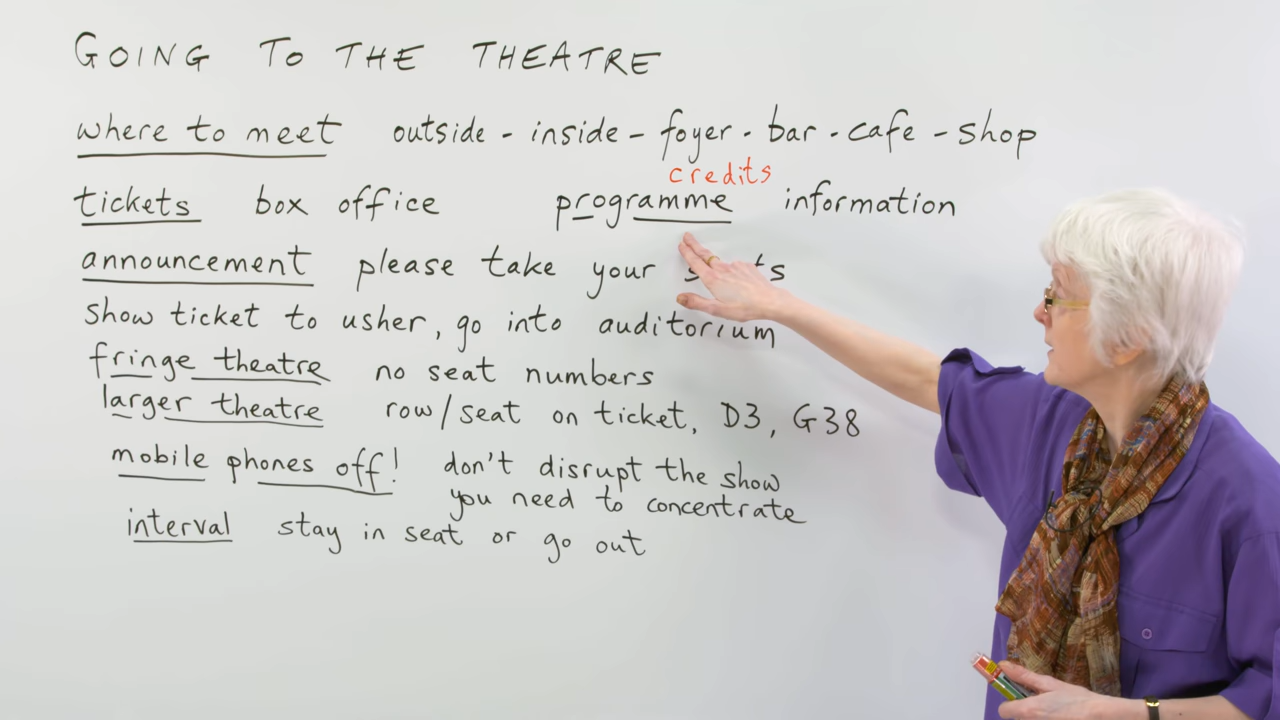 GOING TO THE THEATRE
where to meet outside - inside - foyer - bar - cafe - shop
credits
tickets box office programme information
announcement please take your
show ticket to usher, go into auditorium
fringe theatre no seat numbers
larger theatre row/seat on ticket, D3, G38
mobile phones off! don't disrupt the show
you need to concentrate
interval stay in seat or go out